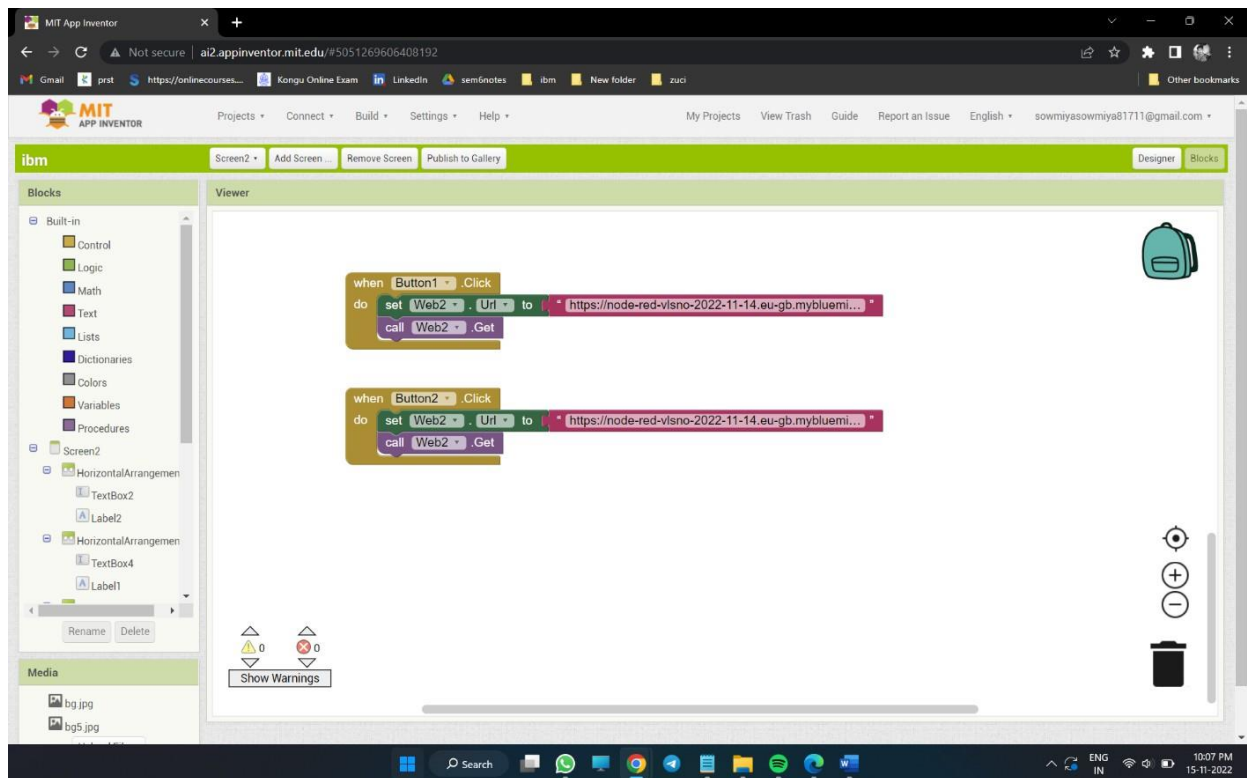 MIT App Inventor
Not secure | ai2.appinventor.mit.edu/#5051269606408192
Gmail prst https://onlinecourses.... Kongu Online Exam LinkedIn sem6notes ibm New folder zuci Other bookmarks
MIT APP INVENTOR
Projects Connect Build Settings Help My Projects View Trash Guide Report an Issue English sowmiyasowmiya81711@gmail.com
ibm Screen2 Add Screen ... Remove Screen Publish to Gallery Designer Blocks
Blocks Viewer
Built-in
Control
Logic
Math
Text
Lists
Dictionaries
Colors
Variables
Procedures
Screen2
HorizontalArrangemen
TextBox2
Label2
HorizontalArrangemen
TextBox4
Label1
Rename Delete
Media
bg.jpg
bg5.jpg
when Button1 .Click
do set Web2 . Url to " https://node-red-vlsno-2022-11-14.eu-gb.mybluemi... "
call Web2 .Get
when Button2 .Click
do set Web2 . Url to " https://node-red-vlsno-2022-11-14.eu-gb.mybluemi... "
call Web2 .Get
0 0
Show Warnings
Search
ENG
IN
10:07 PM
15-11-2022